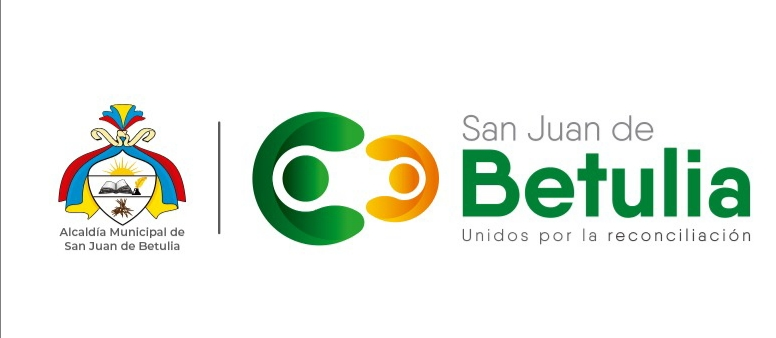 Alcaldía Municipal de
San Juan de Betulia
San Juan de
Betulia
Unidos por la reconciliación